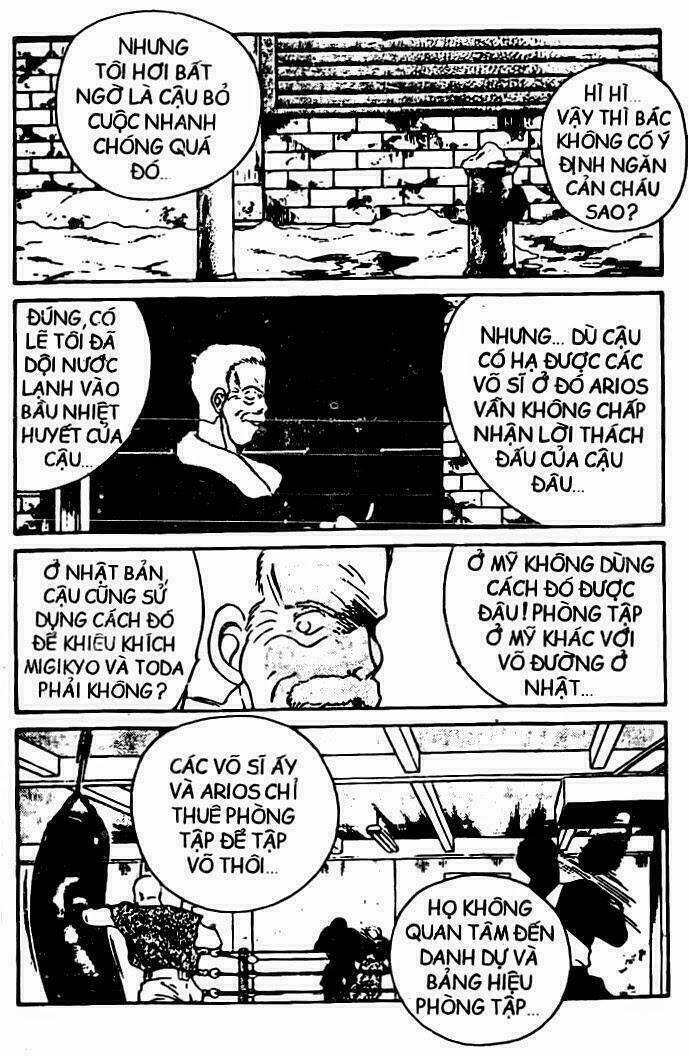 NHƯNG
TÔI HƠI BẤT
NGỜ LÀ CẬU BỎ
CUỘC NHANH
CHÓNG QUÁ
ĐÓ...
HÌ HÌ...
VẬY THÌ BÁC
KHÔNG CÓ Ý
ĐỊNH NGĂN
CẢN CHÁU
SAO?
ĐÚNG, CÓ
LẼ TÔI ĐÃ
DỘI NƯỚC
LẠNH VÀO
BẦU NHIỆT
HUYẾT CỦA
CẬU...
NHƯNG... DÙ CẬU
CÓ HẠ ĐƯỢC CÁC
VÕ SĨ Ở ĐÓ ARIOS
VẪN KHÔNG CHẤP
NHẬN LỜI THÁCH
ĐẤU CỦA CẬU
ĐÂU...
Ở NHẬT BẢN,
CẬU CŨNG SỬ
DỤNG CÁCH ĐÓ
ĐỂ KHIÊU KHÍCH
MIGIKYO VÀ TODA
PHẢI KHÔNG?
Ở MỸ KHÔNG DÙNG
CÁCH ĐÓ ĐƯỢC
ĐÂU! PHÒNG TẬP
Ở MỸ KHÁC VỚI
VÕ ĐƯỜNG Ở
NHẬT...
CÁC VÕ SĨ ẤY
VÀ ARIOS CHỈ
THUÊ PHÒNG
TẬP ĐỂ TẬP
VÕ THÔI...
HỌ KHÔNG
QUAN TÂM ĐẾN
DANH DỰ VÀ
BẢNG HIỆU
PHÒNG TẬP...